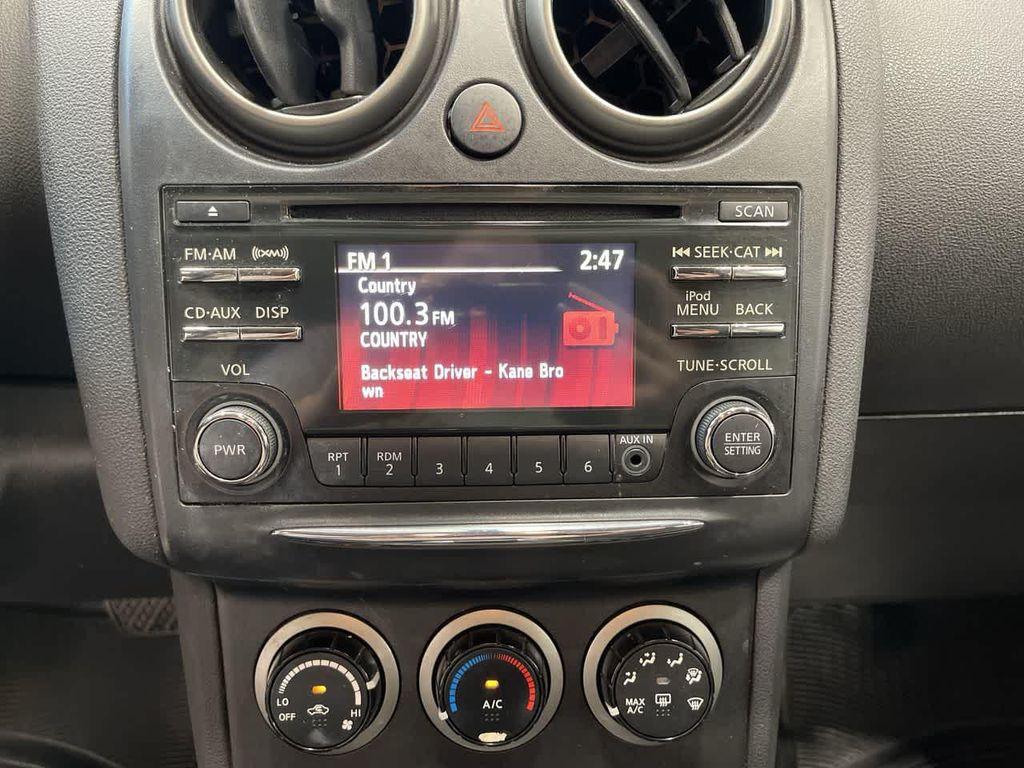 SCAN
FM·AM
((XM))
SEEK·CAT
CD·AUX
DISP
iPod
MENU
BACK
VOL
TUNE·SCROLL
FM 1
2:47
Country
100.3 FM
COUNTRY
Backseat Driver - Kane Bro
wn
PWR
ENTER
SETTING
RPT
1
RDM
2
3
4
5
6
AUX IN
LO
OFF
HI
A/C
MAX
A/C